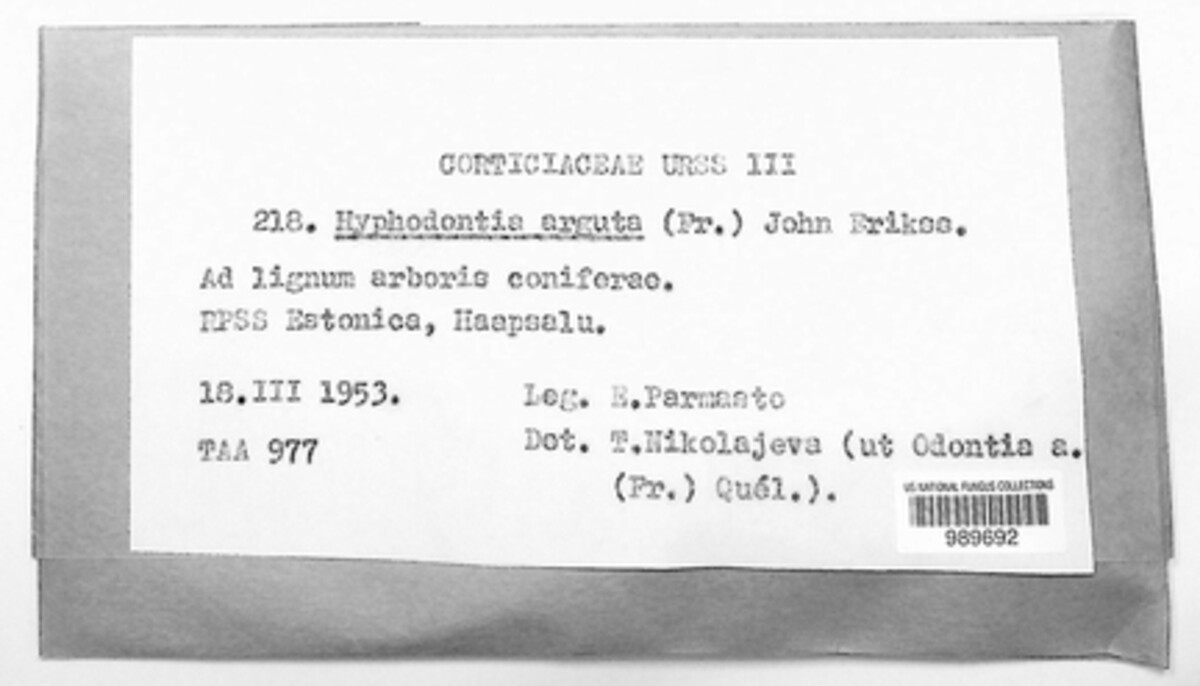 CORTICIACEAE URSS III
218. Hyphodontia arguta (Fr.) John Erikss.
Ad lignum arboris coniferae.
RPSS Estonica, Haapsalu.
18.III 1953.
Leg. E.Parmasto
TAA 977
Det. T.Nikolajeva (ut Odontia a.
(Fr.) Quél.).
US NATIONAL FUNGUS COLLECTIONS
989692